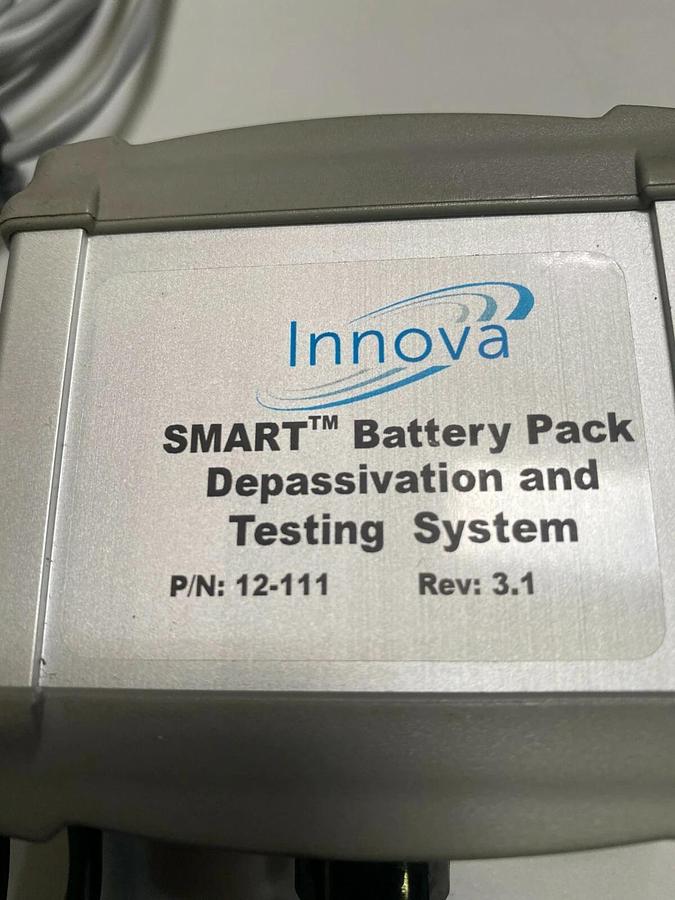 Innova
SMART™ Battery Pack
Depassivation and
Testing System
P/N: 12-111 Rev: 3.1